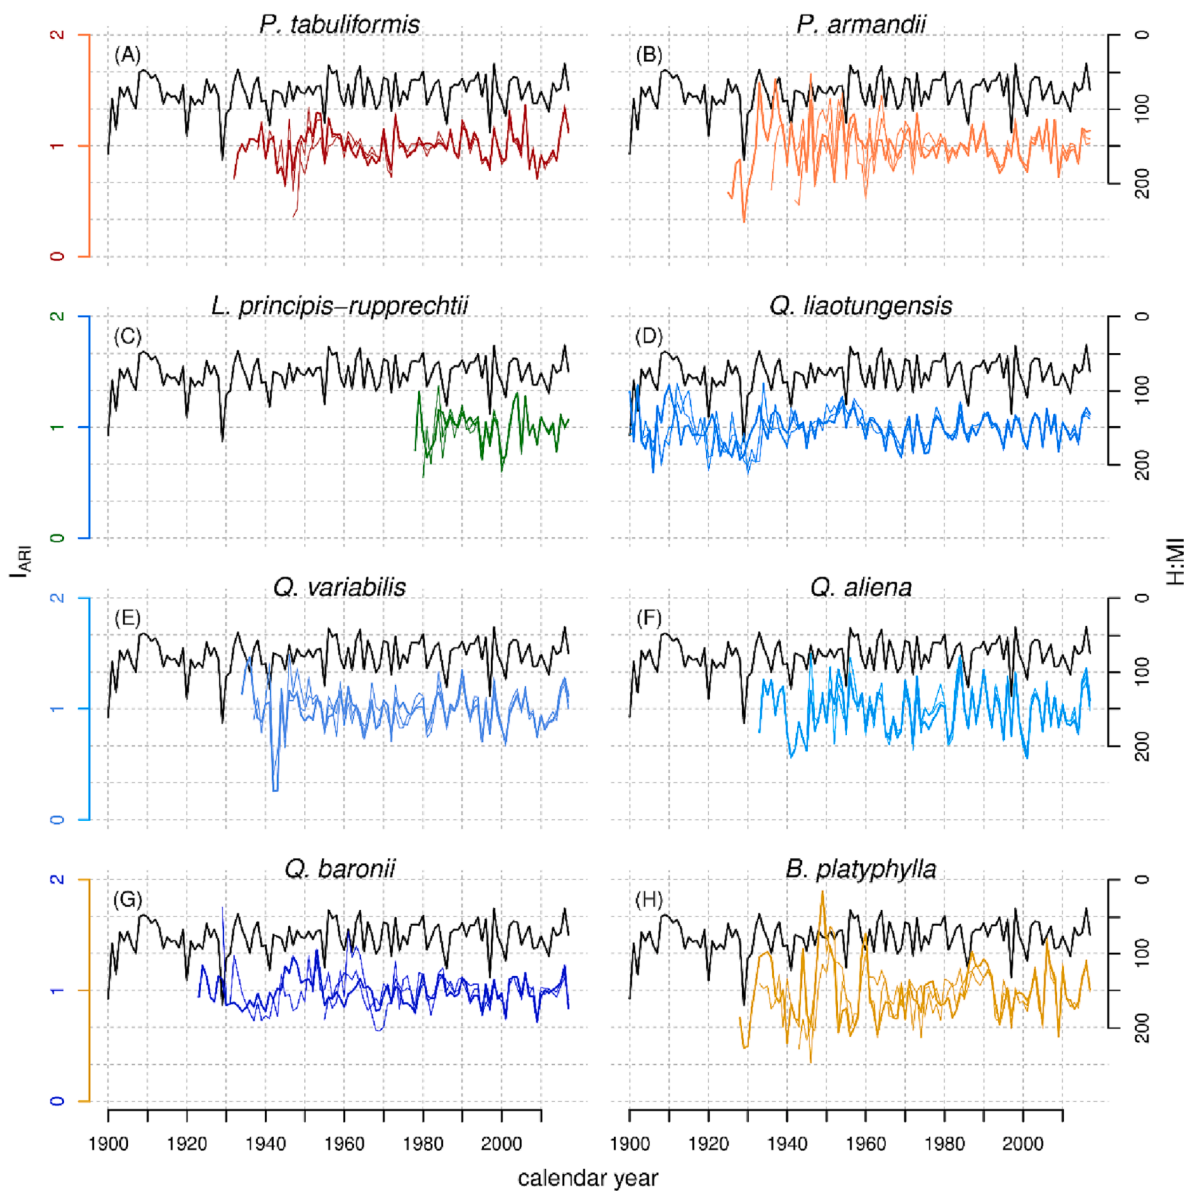 P. tabuliformis P. armandii
2 (A) (B) 0
1 100
0 200
L. principis−rupprechtii Q. liaotungensis
2 (C) (D) 0
1 100
0 200
I_ARI H:MI
Q. variabilis Q. aliena
2 (E) (F) 0
1 100
0 200
Q. baronii B. platyphylla
2 (G) (H) 0
1 100
0 200
1900 1920 1940 1960 1980 2000 1900 1920 1940 1960 1980 2000
calendar year